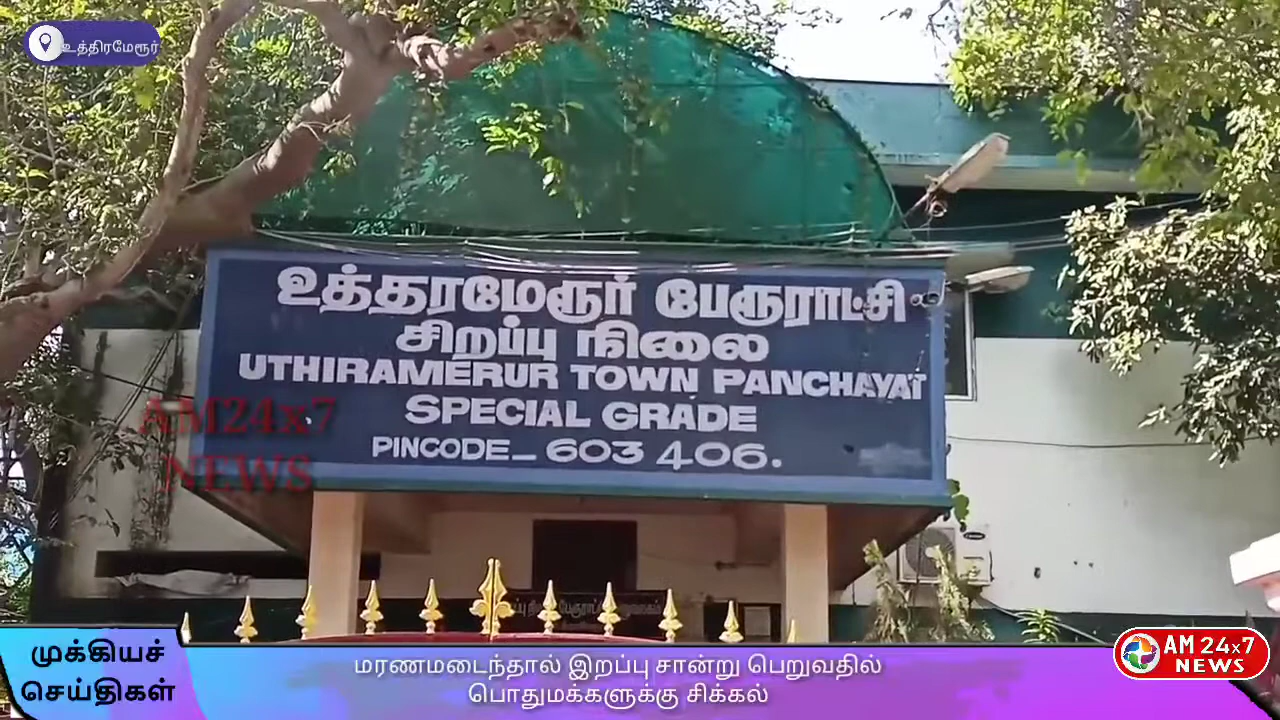 உத்திரமேரூர்
உத்தரமேரூர் பேரூராட்சி
சிறப்பு நிலை
UTHIRAMERUR TOWN PANCHAYAT
SPECIAL GRADE
PINCODE_ 603 406.
AM24x7
NEWS
முக்கியச்
செய்திகள்
மரணமடைந்தால் இறப்பு சான்று பெறுவதில்
பொதுமக்களுக்கு சிக்கல்
AM 24x7
NEWS